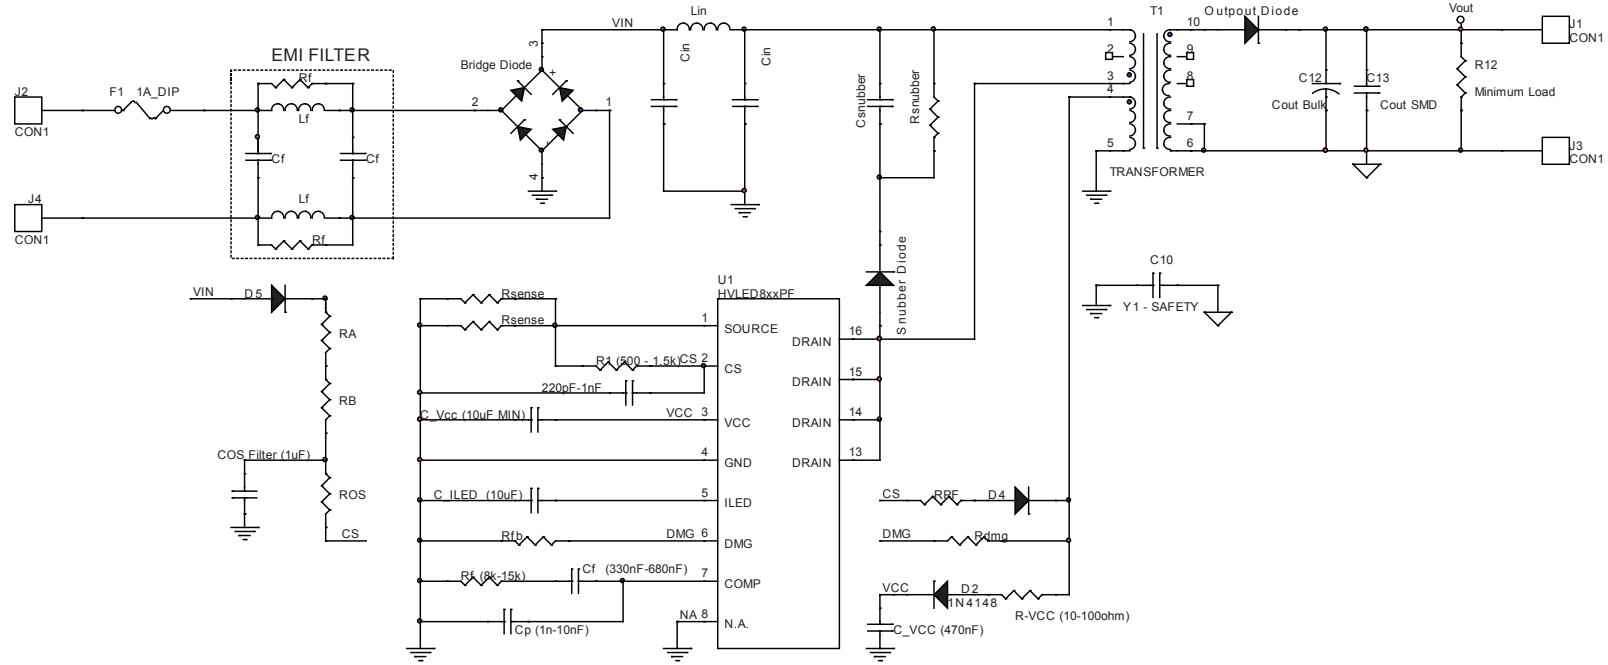 EMI FILTER
J2
CON1
F1 1A_DIP
Rf
Lf
Cf
Cf
Lf
Rf
J4
CON1
Bridge Diode
2
3
+
1
-
4
VIN
Lin
Cin
Cin
Csnubber
Rsnubber
Snubber Diode
T1
1
2
3
4
5
10
9
8
7
6
TRANSFORMER
Outpout Diode
C12
Cout Bulk
C13
Cout SMD
Vout
R12
Minimum Load
J1
CON1
J3
CON1
C10
Y1 - SAFETY
VIN
D5
RA
RB
COS Filter (1uF)
ROS
CS
Rsense
Rsense
R1 (500 - 1.5k)
CS
220pF-1nF
C_Vcc (10uF MIN)
VCC
C_ILED (10uF)
Rfb
DMG
Rf (8k-15k)
Cf (330nF-680nF)
Cp (1n-10nF)
NA
U1
HVLED8xxPF
1 SOURCE
2 CS
3 VCC
4 GND
5 ILED
6 DMG
7 COMP
8 N.A.
DRAIN 16
DRAIN 15
DRAIN 14
DRAIN 13
CS
RPF
D4
DMG
Rdmg
VCC
D2
1N4148
R-VCC (10-100ohm)
C_VCC (470nF)